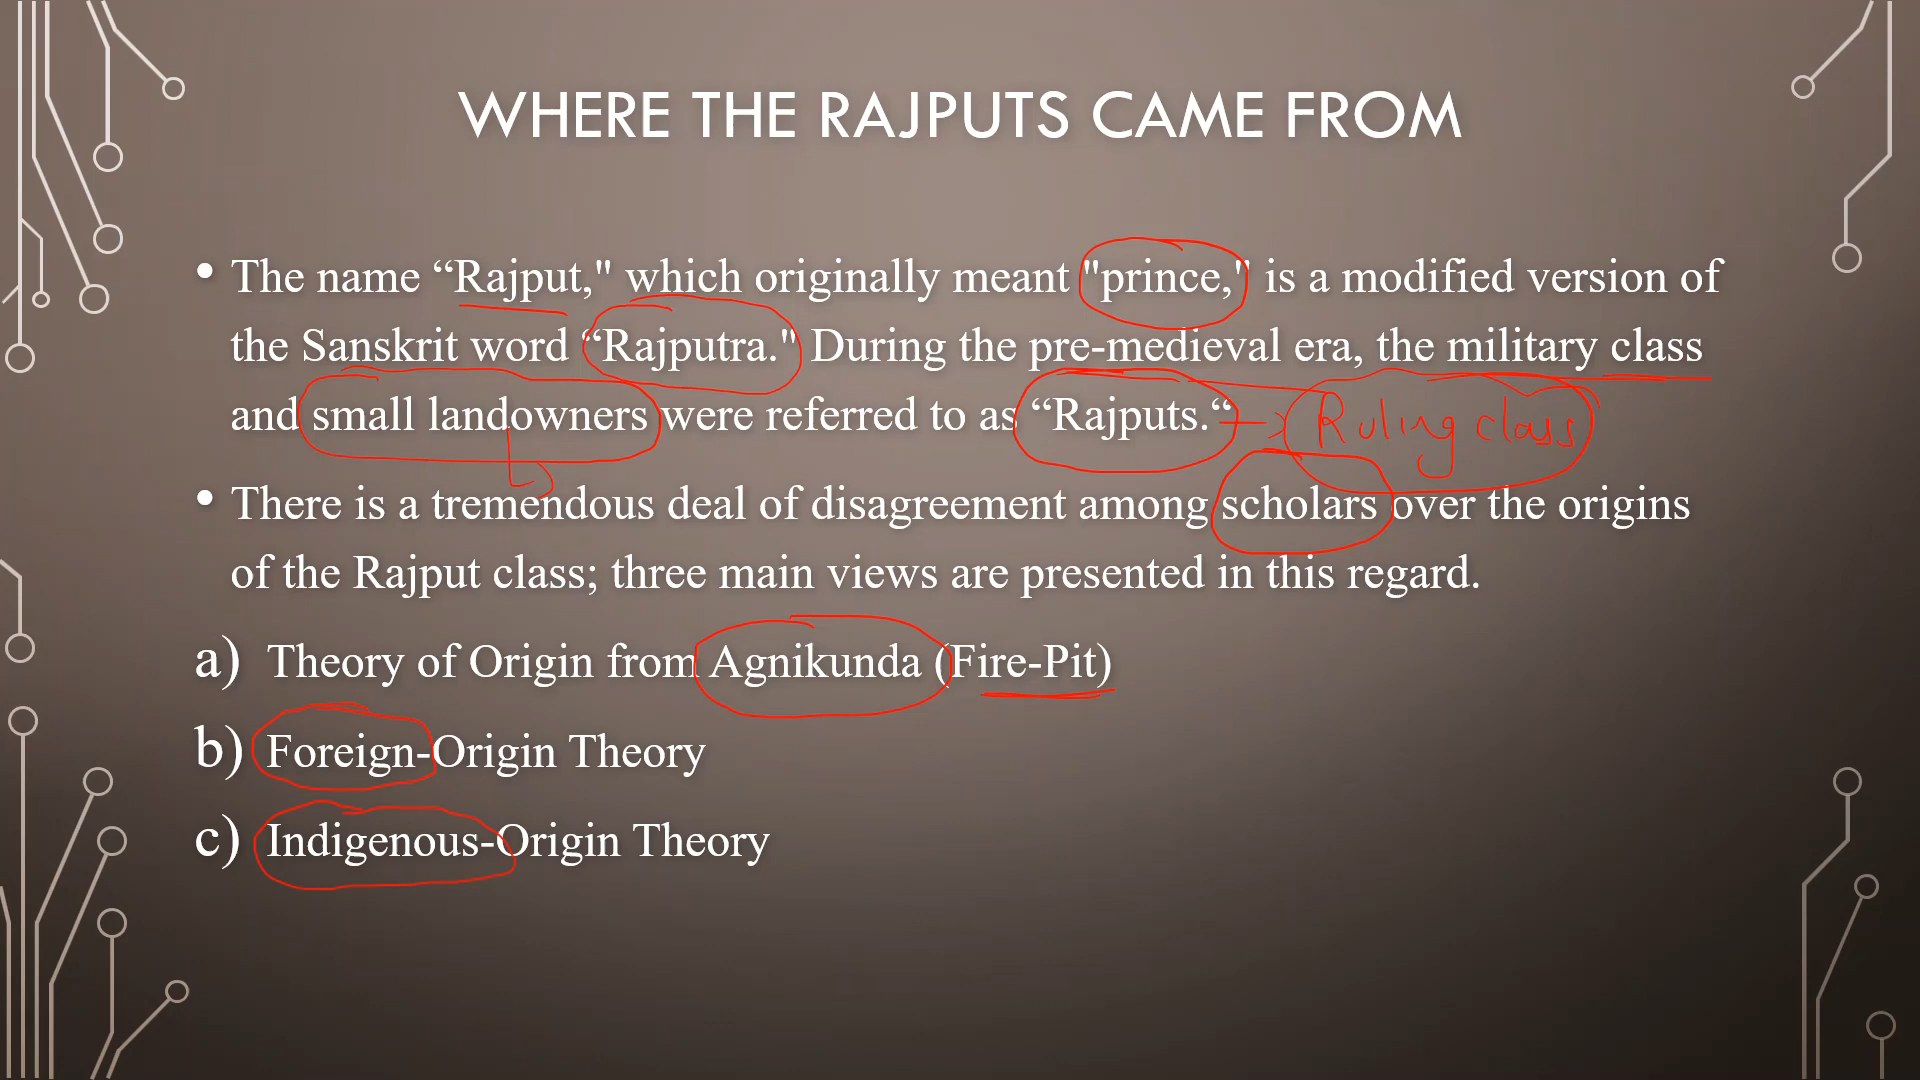 WHERE THE RAJPUTS CAME FROM
• The name “Rajput," which originally meant "prince," is a modified version of
the Sanskrit word “Rajputra." During the pre-medieval era, the military class
and small landowners were referred to as “Rajputs.“ → Ruling class
• There is a tremendous deal of disagreement among scholars over the origins
of the Rajput class; three main views are presented in this regard.
a) Theory of Origin from Agnikunda (Fire-Pit)
b) Foreign-Origin Theory
c) Indigenous-Origin Theory